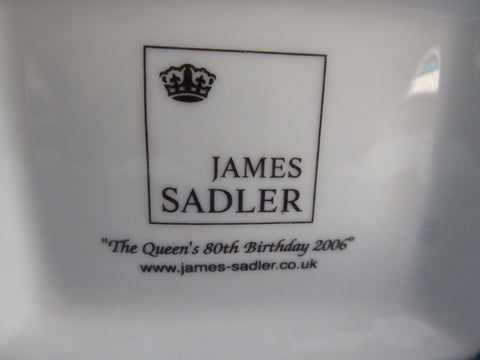 JAMES
SADLER
"The Queen's 80th Birthday 2006"
www.james-sadler.co.uk